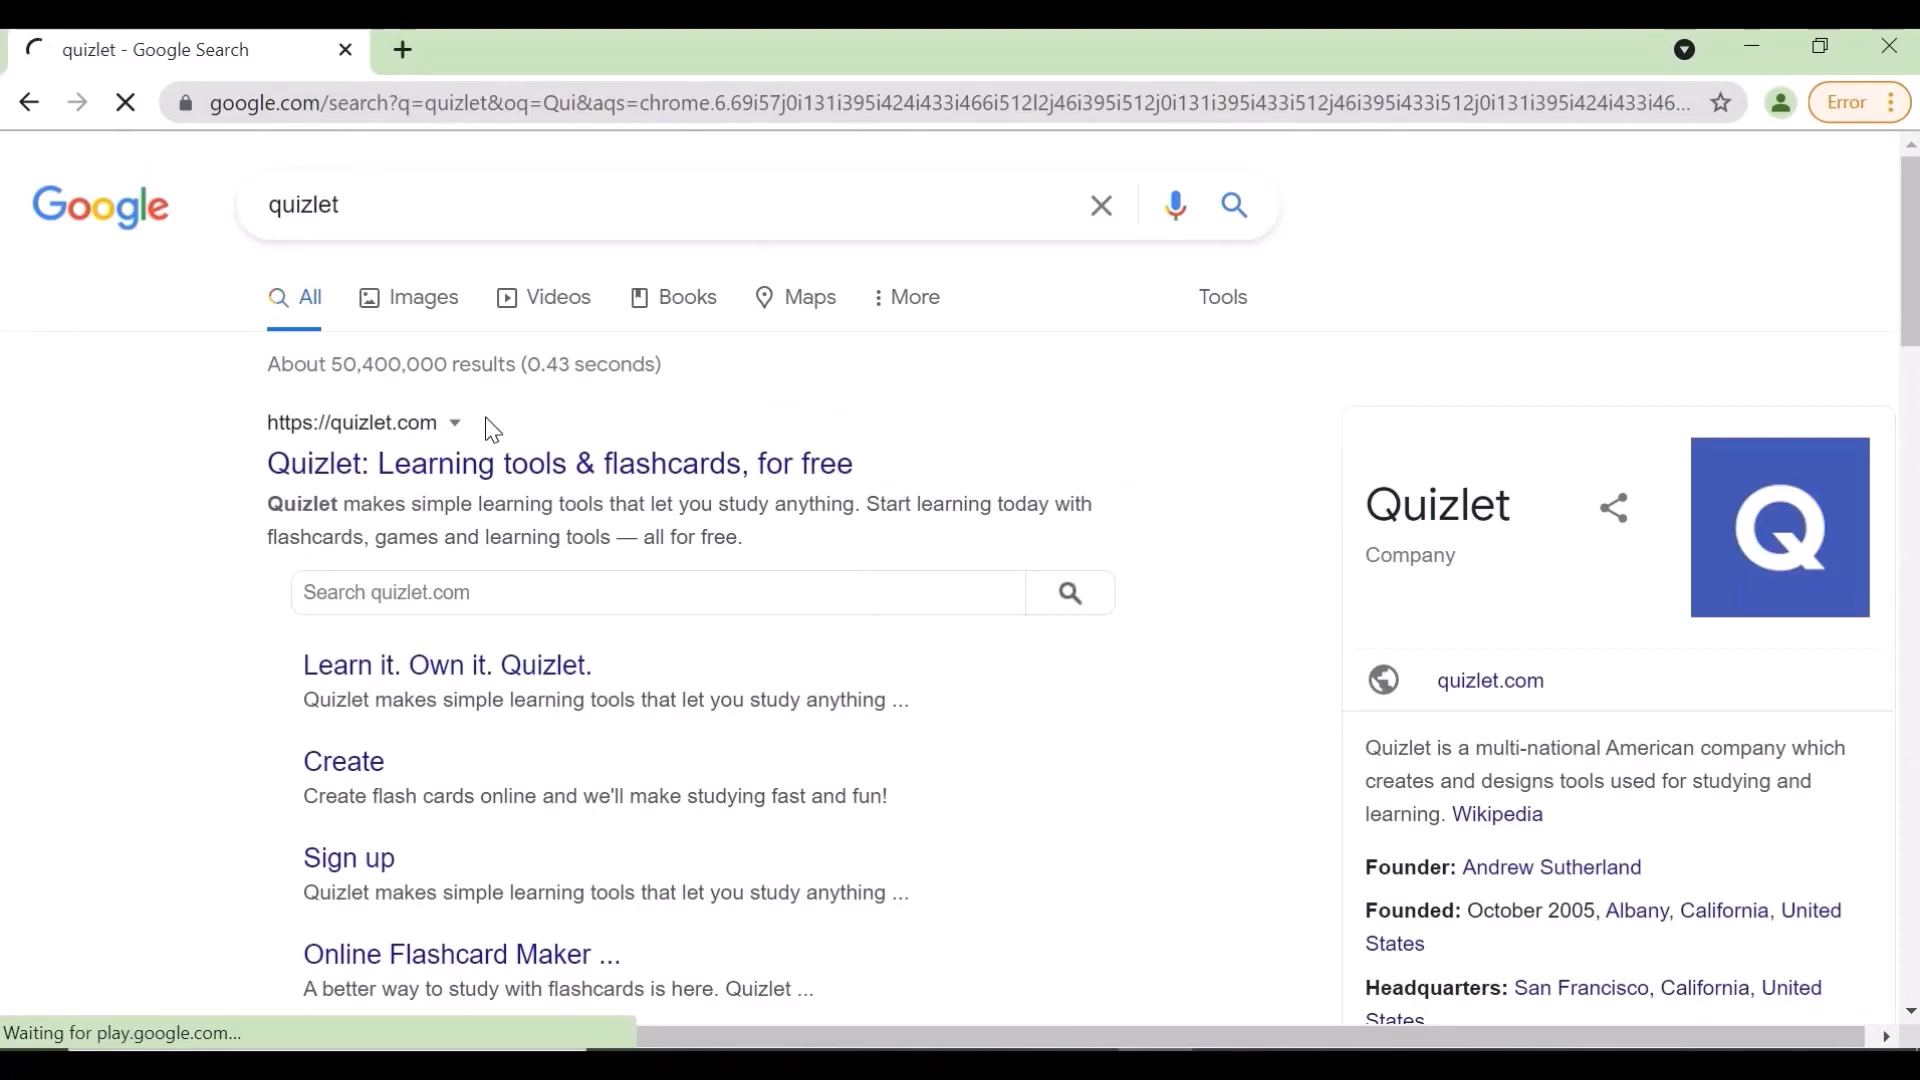 quizlet - Google Search
google.com/search?q=quizlet&oq=Qui&aqs=chrome.6.69i57j0i131i395i424i433i466i512l2j46i395i512j0i131i395i433i512j46i395i433i512j0i131i395i424i433i46...
Error
Google
quizlet
All
Images
Videos
Books
Maps
More
Tools
About 50,400,000 results (0.43 seconds)
https://quizlet.com
Quizlet: Learning tools & flashcards, for free
Quizlet makes simple learning tools that let you study anything. Start learning today with
flashcards, games and learning tools — all for free.
Search quizlet.com
Learn it. Own it. Quizlet.
Quizlet makes simple learning tools that let you study anything ...
Create
Create flash cards online and we'll make studying fast and fun!
Sign up
Quizlet makes simple learning tools that let you study anything ...
Online Flashcard Maker ...
A better way to study with flashcards is here. Quizlet ...
Quizlet
Company
Q
quizlet.com
Quizlet is a multi-national American company which
creates and designs tools used for studying and
learning. Wikipedia
Founder: Andrew Sutherland
Founded: October 2005, Albany, California, United
States
Headquarters: San Francisco, California, United
States
Waiting for play.google.com...